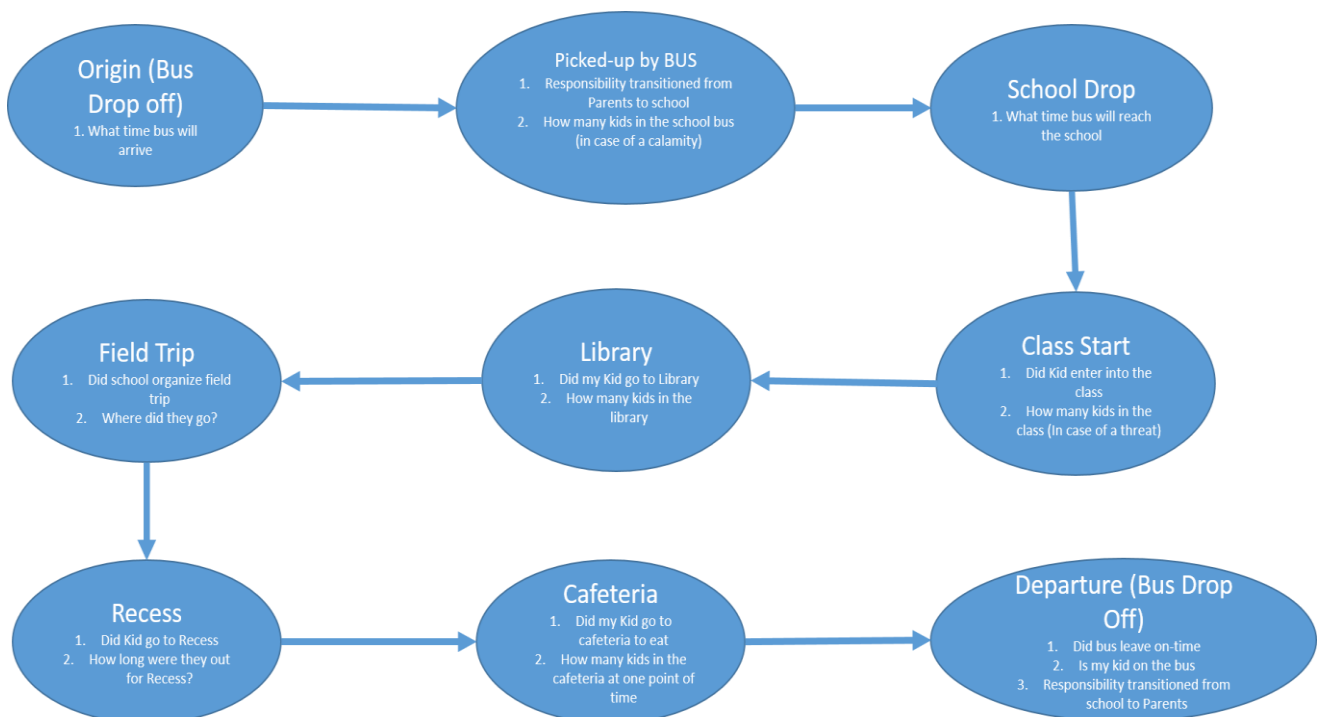 Origin (Bus
Drop off)
1. What time bus will
arrive
Picked-up by BUS
1. Responsibility transitioned from
Parents to school
2. How many kids in the school bus
(in case of a calamity)
School Drop
1. What time bus will reach
the school
Class Start
1. Did Kid enter into the
class
2. How many kids in the
class (In case of a threat)
Library
1. Did my Kid go to Library
2. How many kids in the
library
Field Trip
1. Did school organize field
trip
2. Where did they go?
Recess
1. Did Kid go to Recess
2. How long were they out
for Recess?
Cafeteria
1. Did my Kid go to
cafeteria to eat
2. How many kids in the
cafeteria at one point of
time
Departure (Bus Drop
Off)
1. Did bus leave on-time
2. Is my kid on the bus
3. Responsibility transitioned from
school to Parents